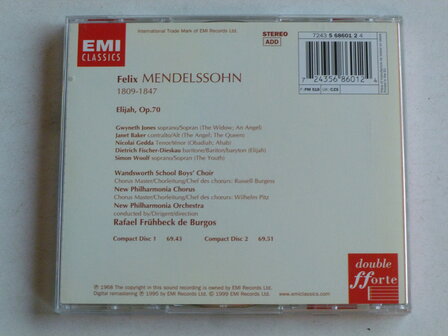 International Trade Mark of EMI Records Ltd.
STEREO
ADD
7243 5 68601 2 4
EMI
CLASSICS
7 24356 86012 4
Felix MENDELSSOHN
1809-1847
Elijah, Op.70
Gwyneth Jones soprano/Sopran (The Widow; An Angel)
Janet Baker contralto/Alt (The Angel; The Queen)
Nicolai Gedda Tenor/ténor (Obadiah; Ahab)
Dietrich Fischer-Dieskau baritone/Bariton/baryton (Elijah)
Simon Woolf soprano/Sopran (The Youth)
Wandsworth School Boys' Choir
Chorus Master/Chorleitung/Chef des chœurs: Russell Burgess
New Philharmonia Chorus
Chorus Master/Chorleitung/Chef des chœurs: Wilhelm Pitz
New Philharmonia Orchestra
conducted by/Dirigent/direction
Rafael Frühbeck de Burgos
Compact Disc 1 69.43 Compact Disc 2 69.51
double
fforte
℗ 1968 The copyright in this sound recording is owned by EMI Records Ltd.
Digital remastering ℗ 1995 by EMI Records Ltd. © 1999 EMI Records Ltd.
www.emiclassics.com